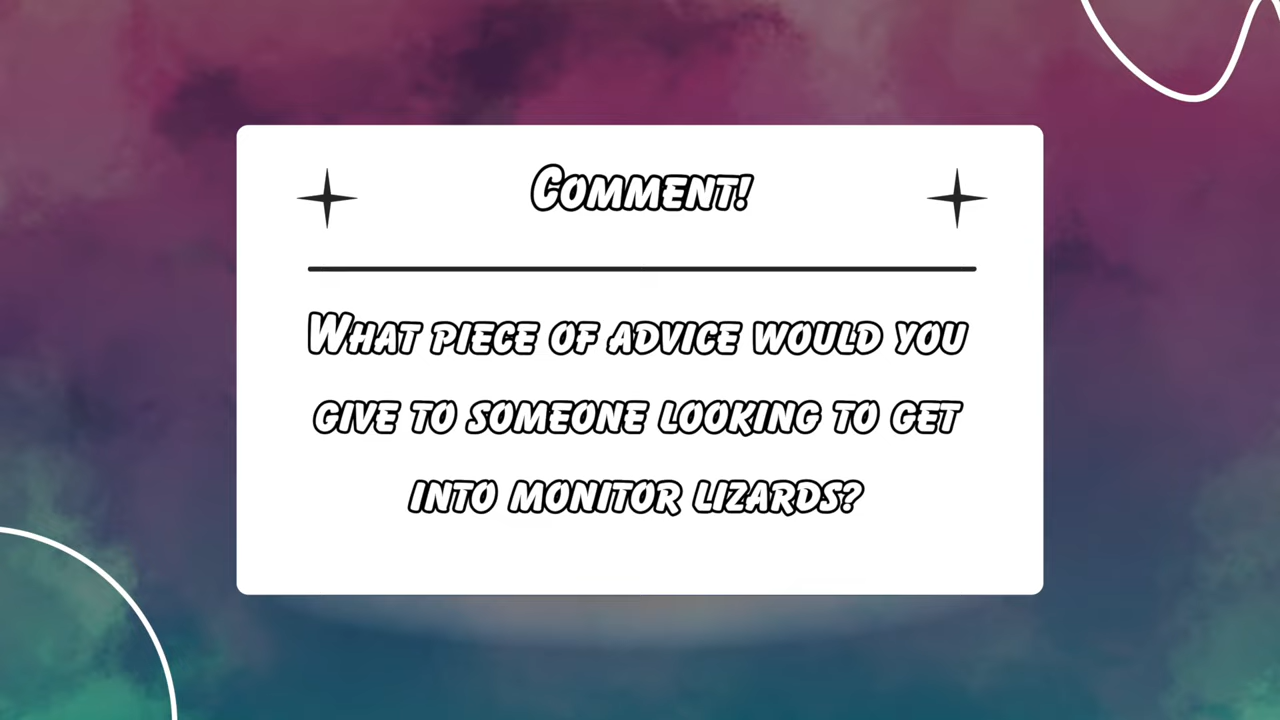 Comment!
What piece of advice would you
give to someone looking to get
into monitor lizards?